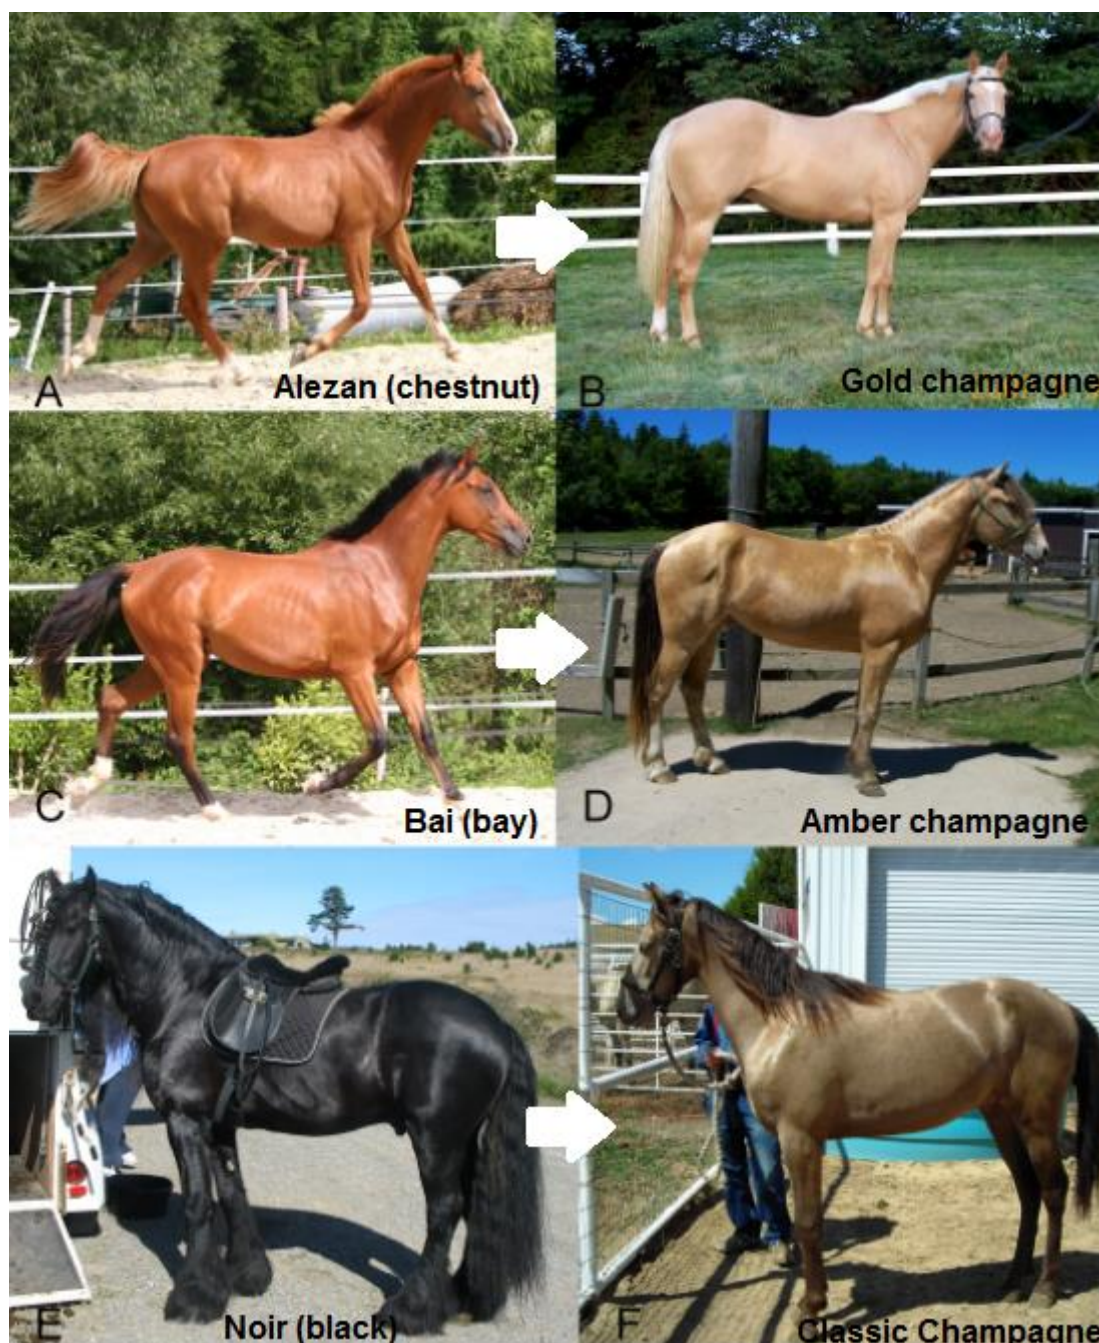 A
Alezan (chestnut)
B
Gold champagne
C
Bai (bay)
D
Amber champagne
E
Noir (black)
F
Classic Champagne